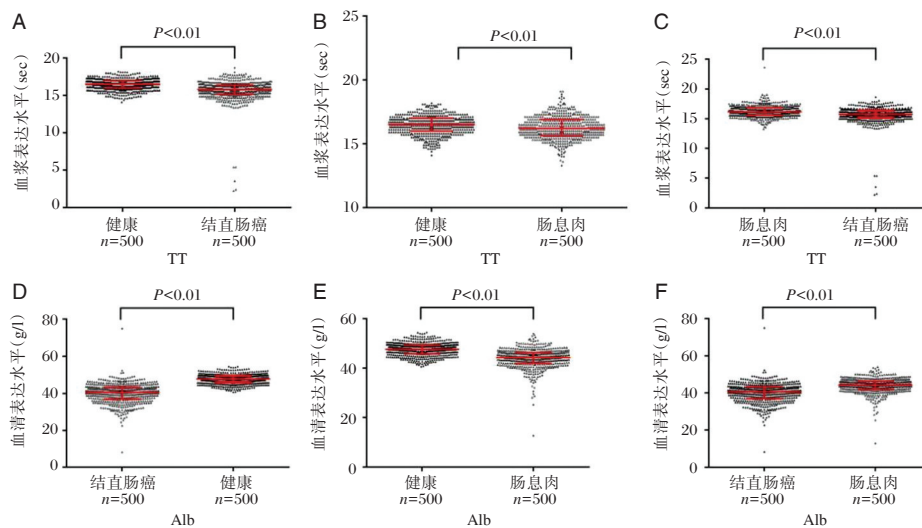 A
P<0.01
血浆表达水平(sec)
20
15
10
5
0
健康
n=500
结直肠癌
n=500
TT
B
P<0.01
血浆表达水平(sec)
25
20
15
10
健康
n=500
肠息肉
n=500
TT
C
P<0.01
血浆表达水平(sec)
25
20
15
10
5
0
肠息肉
n=500
结直肠癌
n=500
TT
D
P<0.01
血清表达水平(g/l)
80
60
40
20
0
结直肠癌
n=500
健康
n=500
Alb
E
P<0.01
血清表达水平(g/l)
60
40
20
0
健康
n=500
肠息肉
n=500
Alb
F
P<0.01
血清表达水平(g/l)
80
60
40
20
0
结直肠癌
n=500
肠息肉
n=500
Alb